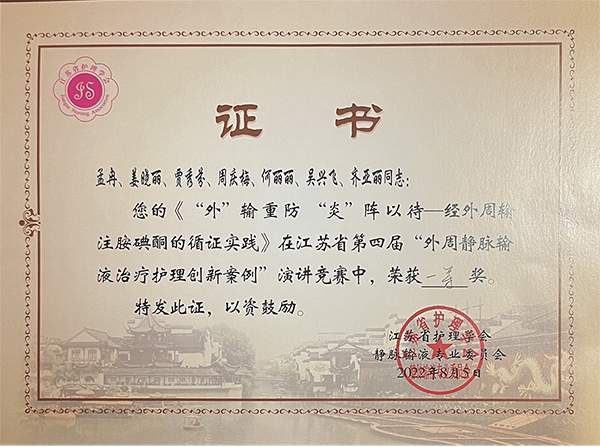 江苏省护理学会
JS
Jiangsu Nursing Association
证书
孟冉、姜晓丽、贾秀芬、周庆梅、何丽丽、吴兴飞、齐亚丽同志：
您的《“外”输重防 “炎”阵以待—经外周输
注胺碘酮的循证实践》在江苏省第四届“外周静脉输
液治疗护理创新案例”演讲竞赛中，荣获一等奖。
特发此证，以资鼓励。
江苏省护理学会
静脉输液专业委员会
2022年8月5日